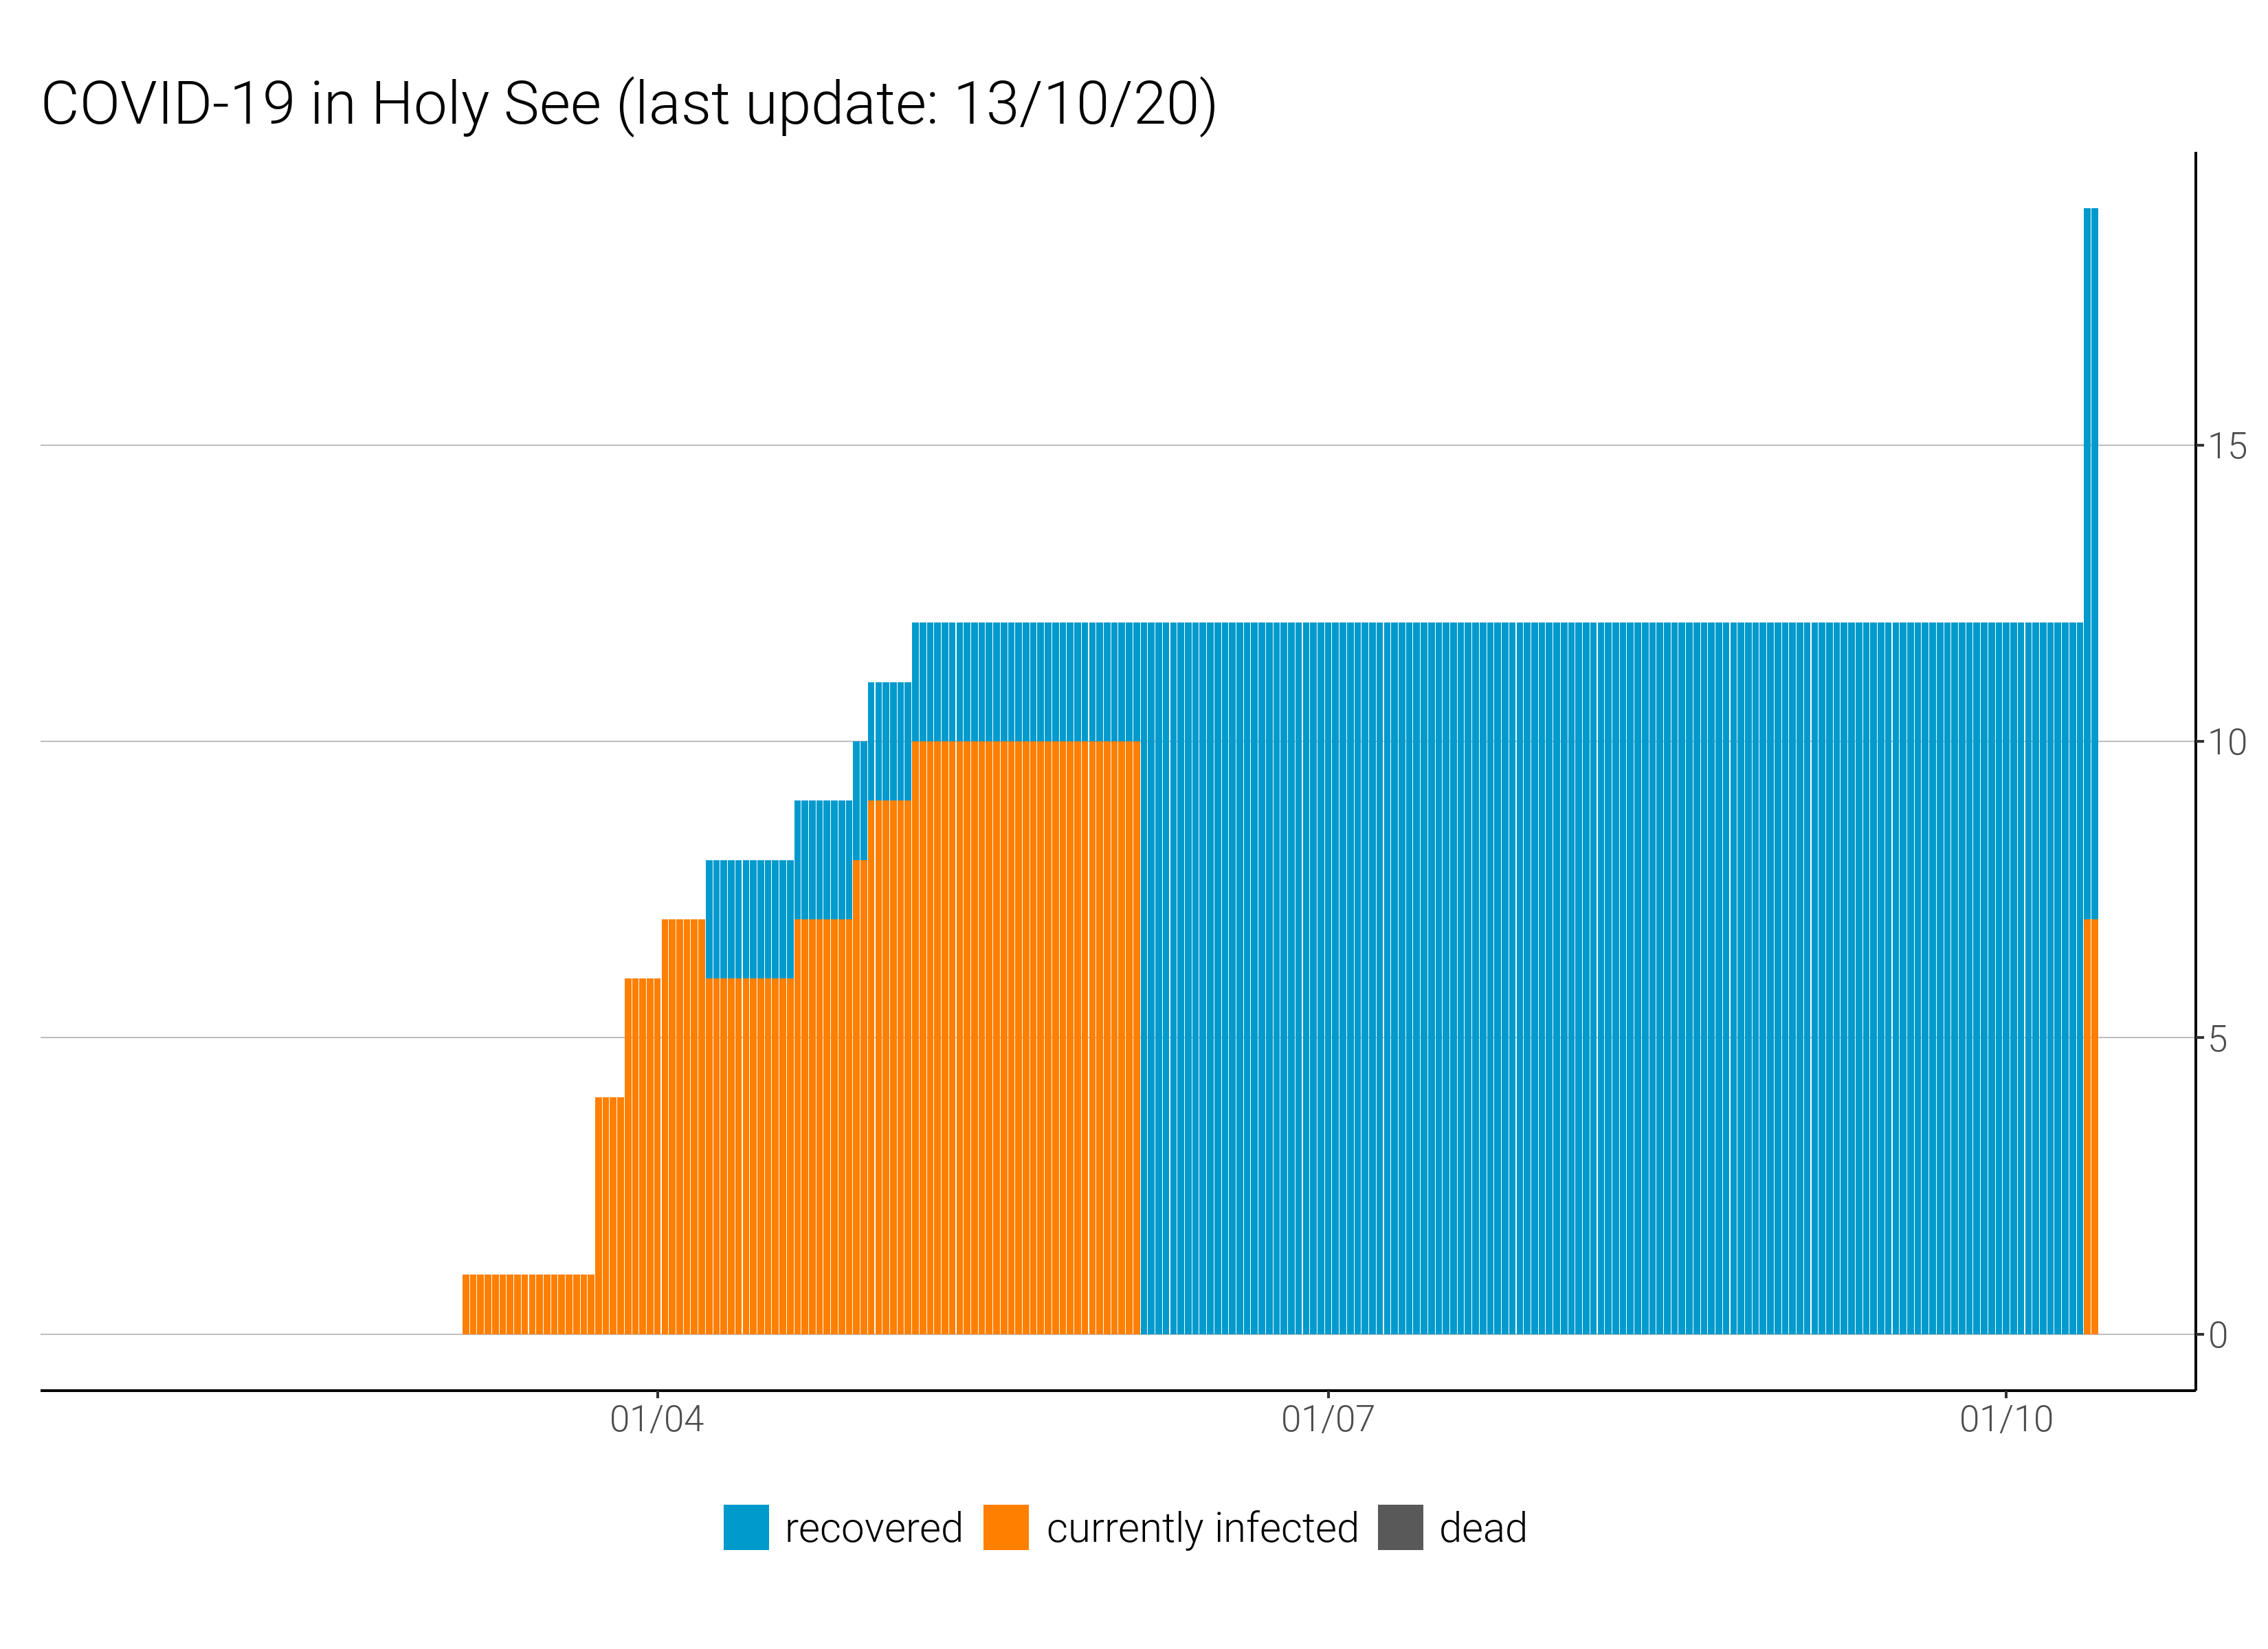 COVID-19 in Holy See (last update: 13/10/20)
15
10
5
0
01/04 01/07 01/10
recovered currently infected dead